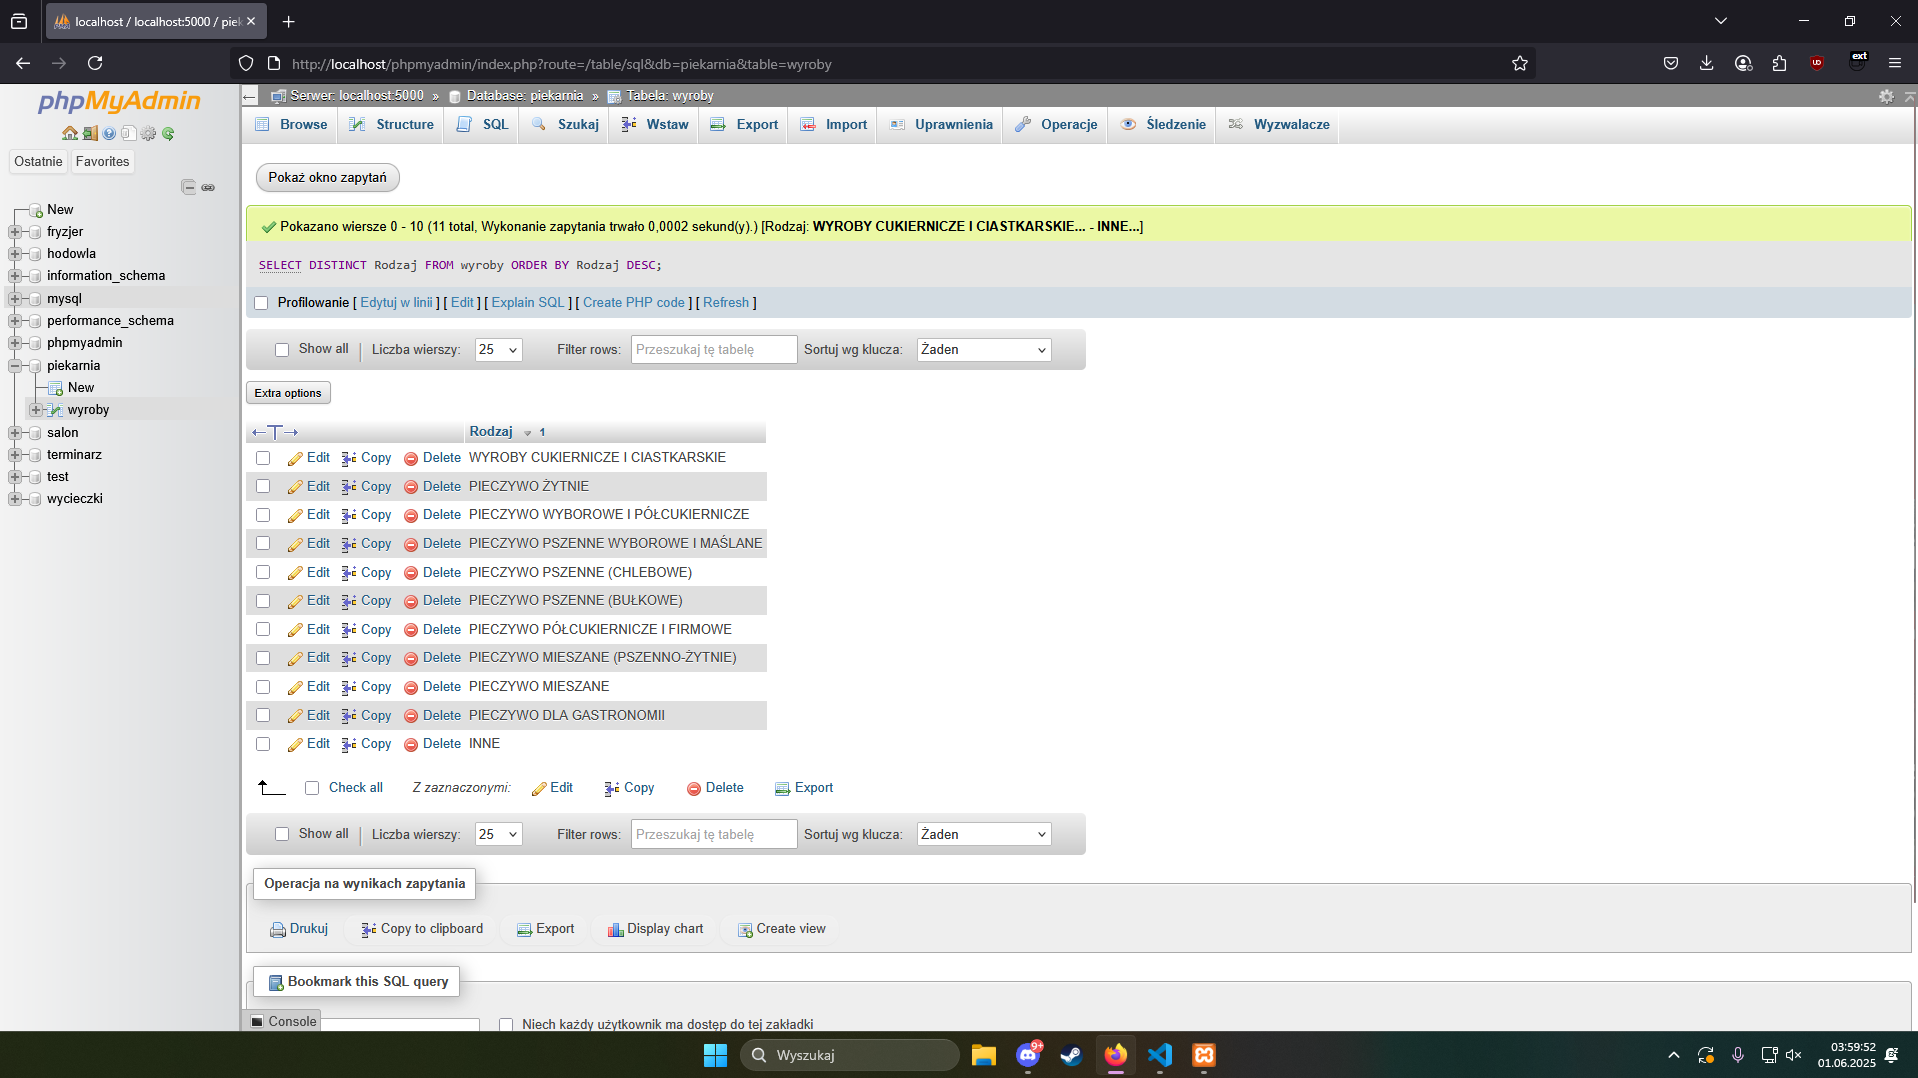 localhost / localhost:5000 / piek
http://localhost/phpmyadmin/index.php?route=/table/sql&db=piekarnia&table=wyroby
ext
phpMyAdmin
Ostatnie
Favorites
New
fryzjer
hodowla
information_schema
mysql
performance_schema
phpmyadmin
piekarnia
New
wyroby
salon
terminarz
test
wycieczki
Serwer: localhost:5000 » Database: piekarnia » Tabela: wyroby
Browse Structure SQL Szukaj Wstaw Export Import Uprawnienia Operacje Śledzenie Wyzwalacze
Pokaż okno zapytań
Pokazano wiersze 0 - 10 (11 total, Wykonanie zapytania trwało 0,0002 sekund(y).) [Rodzaj: WYROBY CUKIERNICZE I CIASTKARSKIE... - INNE...]
SELECT DISTINCT Rodzaj FROM wyroby ORDER BY Rodzaj DESC;
Profilowanie [ Edytuj w linii ] [ Edit ] [ Explain SQL ] [ Create PHP code ] [ Refresh ]
Show all | Liczba wierszy: 25 Filter rows: Przeszukaj tę tabelę Sortuj wg klucza: Żaden
Extra options
←T→ Rodzaj 1
Edit Copy Delete WYROBY CUKIERNICZE I CIASTKARSKIE
Edit Copy Delete PIECZYWO ŻYTNIE
Edit Copy Delete PIECZYWO WYBOROWE I PÓŁCUKIERNICZE
Edit Copy Delete PIECZYWO PSZENNE WYBOROWE I MAŚLANE
Edit Copy Delete PIECZYWO PSZENNE (CHLEBOWE)
Edit Copy Delete PIECZYWO PSZENNE (BUŁKOWE)
Edit Copy Delete PIECZYWO PÓŁCUKIERNICZE I FIRMOWE
Edit Copy Delete PIECZYWO MIESZANE (PSZENNO-ŻYTNIE)
Edit Copy Delete PIECZYWO MIESZANE
Edit Copy Delete PIECZYWO DLA GASTRONOMII
Edit Copy Delete INNE
Check all Z zaznaczonymi: Edit Copy Delete Export
Show all | Liczba wierszy: 25 Filter rows: Przeszukaj tę tabelę Sortuj wg klucza: Żaden
Operacja na wynikach zapytania
Drukuj Copy to clipboard Export Display chart Create view
Bookmark this SQL query
Console
Niech każdy użytkownik ma dostęp do tej zakładki
Wyszukaj
9+
03:59:52
01.06.2025